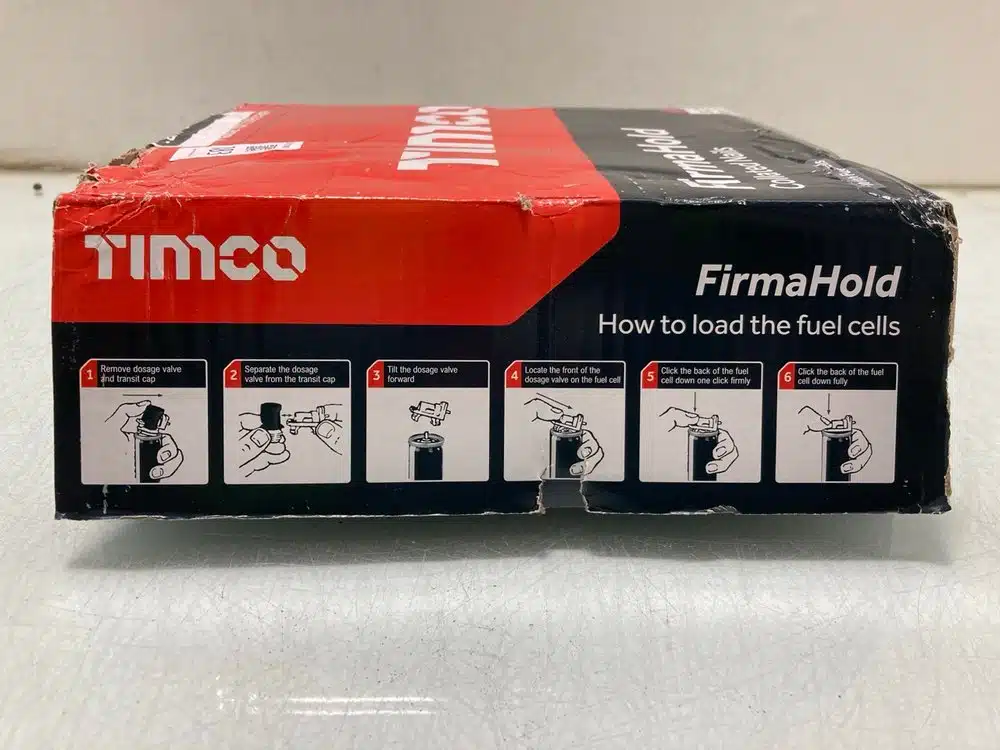 TIMCO
FirmaHold
Collated Nails
TIMCO
FirmaHold
How to load the fuel cells
1 Remove dosage valve
and transit cap
2 Separate the dosage
valve from the transit cap
3 Tilt the dosage valve
forward
4 Locate the front of the
dosage valve on the fuel cell
5 Click the back of the fuel
cell down one click firmly
6 Click the back of the fuel
cell down fully